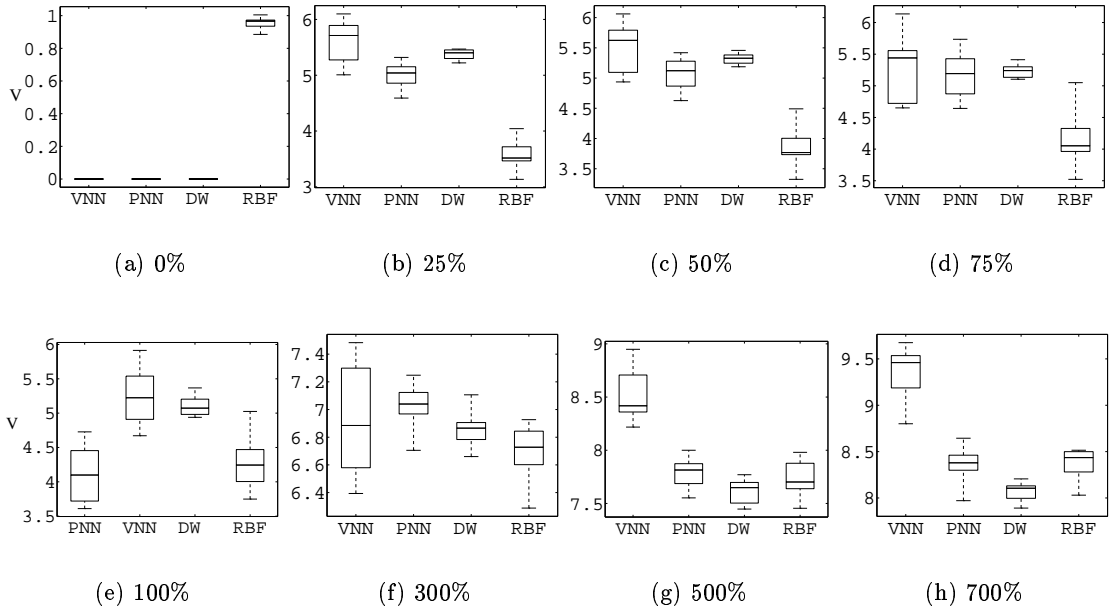 1
0.8
0.6
V
0.4
0.2
0
VNN PNN DW RBF
(a) 0%
6
5
4
3
VNN PNN DW RBF
(b) 25%
6
5.5
5
4.5
4
3.5
VNN PNN DW RBF
(c) 50%
6
5.5
5
4.5
4
3.5
VNN PNN DW RBF
(d) 75%
6
5.5
5
V
4.5
4
3.5
PNN VNN DW RBF
(e) 100%
7.4
7.2
7
6.8
6.6
6.4
VNN PNN DW RBF
(f) 300%
9
8.5
8
7.5
VNN PNN DW RBF
(g) 500%
9.5
9
8.5
8
VNN PNN DW RBF
(h) 700%